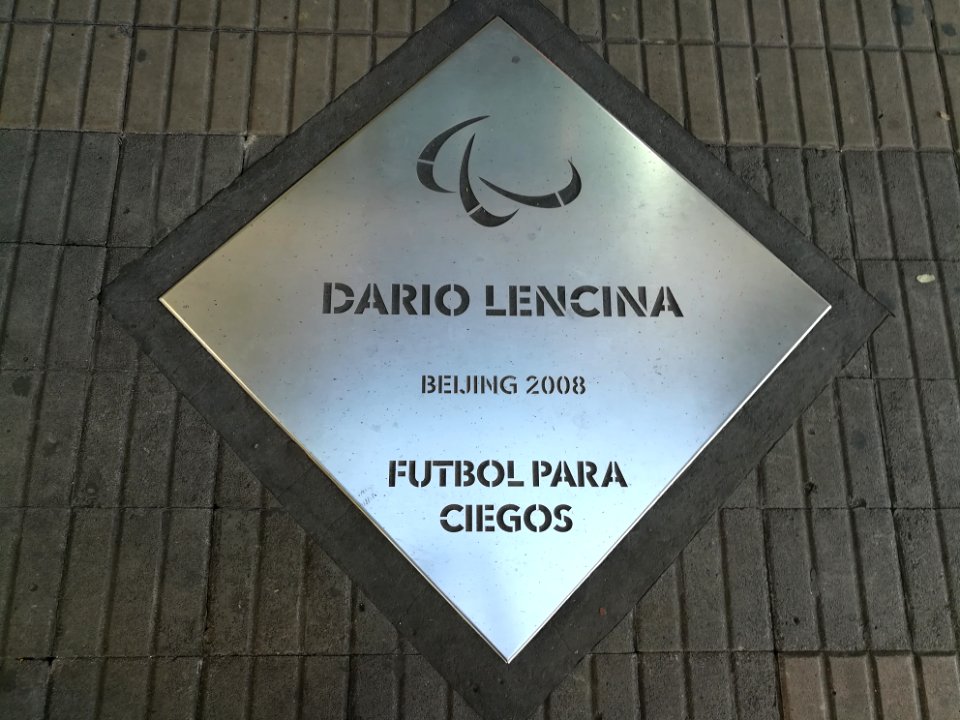 DARIO LENCINA
BEIJING 2008
FUTBOL PARA
CIEGOS